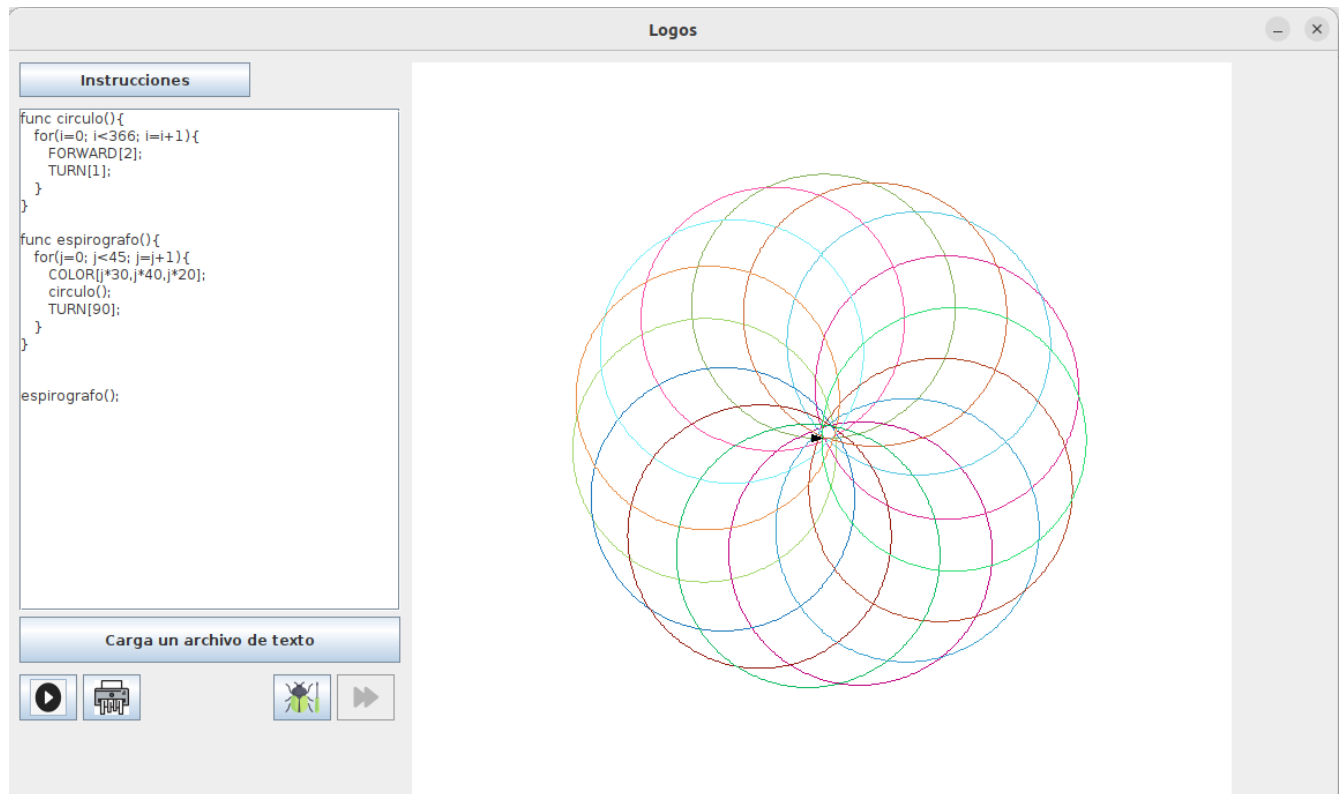 Logos
Instrucciones
func circulo(){
for(i=0; i<366; i=i+1){
FORWARD[2];
TURN[1];
}
}
func espirografo(){
for(j=0; j<45; j=j+1){
COLOR[j*30,j*40,j*20];
circulo();
TURN[90];
}
}
espirografo();
Carga un archivo de texto